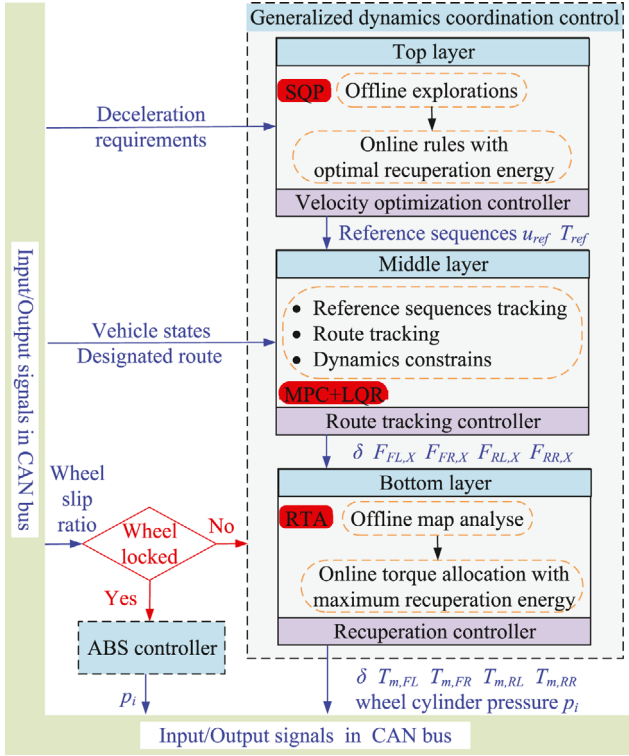 Generalized dynamics coordination control
Top layer
SQP
Offline explorations
Online rules with
optimal recuperation energy
Velocity optimization controller
Deceleration
requirements
Reference sequences u_ref T_ref
Middle layer
• Reference sequences tracking
• Route tracking
• Dynamics constrains
MPC+LQR
Route tracking controller
Vehicle states
Designated route
δ F_FL,X F_FR,X F_RL,X F_RR,X
Bottom layer
RTA
Offline map analyse
Online torque allocation with
maximum recuperation energy
Recuperation controller
Input/Output signals in CAN bus
Wheel
slip
ratio
Wheel
locked
No
Yes
ABS controller
p_i
δ T_m,FL T_m,FR T_m,RL T_m,RR
wheel cylinder pressure p_i
Input/Output signals in CAN bus